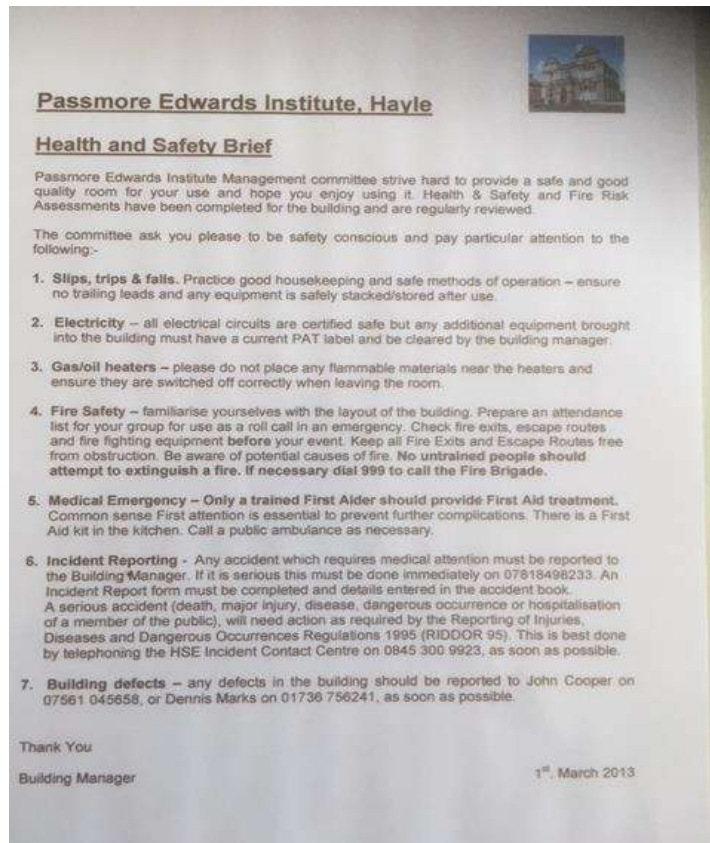 Passmore Edwards Institute, Hayle
Health and Safety Brief
Passmore Edwards Institute Management committee strive hard to provide a safe and good
quality room for your use and hope you enjoy using it. Health & Safety and Fire Risk
Assessments have been completed for the building and are regularly reviewed.
The committee ask you please to be safety conscious and pay particular attention to the
following:-
1. Slips, trips & falls. Practice good housekeeping and safe methods of operation – ensure
no trailing leads and any equipment is safely stacked/stored after use.
2. Electricity – all electrical circuits are certified safe but any additional equipment brought
into the building must have a current PAT label and be cleared by the building manager.
3. Gas/oil heaters – please do not place any flammable materials near the heaters and
ensure they are switched off correctly when leaving the room.
4. Fire Safety – familiarise yourselves with the layout of the building. Prepare an attendance
list for your group for use as a roll call in an emergency. Check fire exits, escape routes
and fire fighting equipment before your event. Keep all Fire Exits and Escape Routes free
from obstruction. Be aware of potential causes of fire. No untrained people should
attempt to extinguish a fire. If necessary dial 999 to call the Fire Brigade.
5. Medical Emergency – Only a trained First Aider should provide First Aid treatment.
Common sense First attention is essential to prevent further complications. There is a First
Aid kit in the kitchen. Call a public ambulance as necessary.
6. Incident Reporting - Any accident which requires medical attention must be reported to
the Building Manager. If it is serious this must be done immediately on 07818498233. An
Incident Report form must be completed and details entered in the accident book.
A serious accident (death, major injury, disease, dangerous occurrence or hospitalisation
of a member of the public), will need action as required by the Reporting of Injuries,
Diseases and Dangerous Occurrences Regulations 1995 (RIDDOR 95). This is best done
by telephoning the HSE Incident Contact Centre on 0845 300 9923, as soon as possible.
7. Building defects – any defects in the building should be reported to John Cooper on
07561 045658, or Dennis Marks on 01736 756241, as soon as possible.
Thank You
Building Manager
1st. March 2013